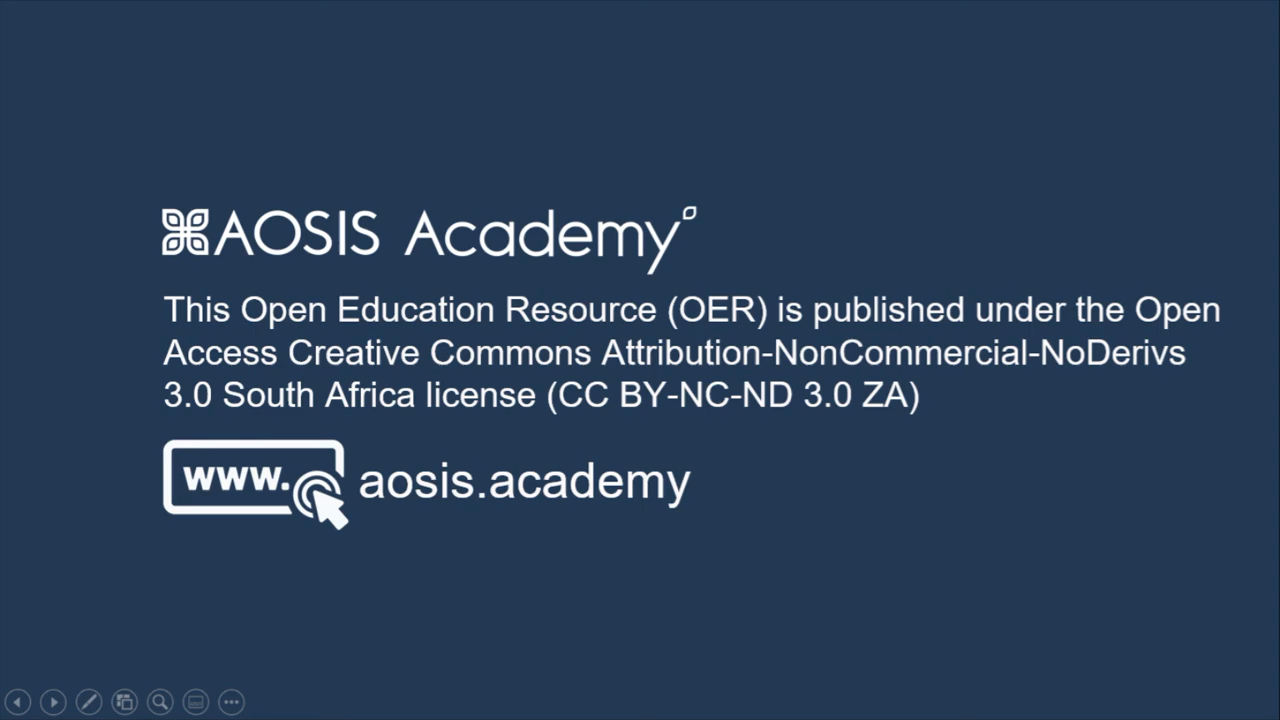 AOSIS Academy
This Open Education Resource (OER) is published under the Open
Access Creative Commons Attribution-NonCommercial-NoDerivs
3.0 South Africa license (CC BY-NC-ND 3.0 ZA)
www. aosis.academy